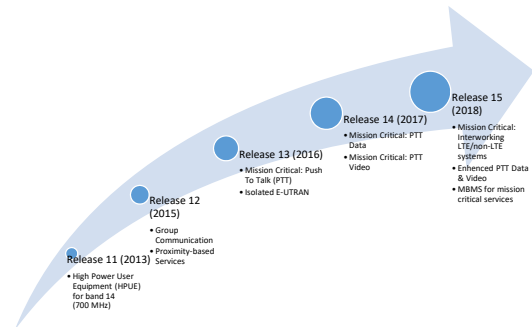 Release 11 (2013)
• High Power User
Equipment (HPUE)
for band 14
(700 MHz)
Release 12
(2015)
• Group
Communication
• Proximity-based
Services
Release 13 (2016)
• Mission Critical: Push
To Talk (PTT)
• Isolated E-UTRAN
Release 14 (2017)
• Mission Critical: PTT
Data
• Mission Critical: PTT
Video
Release 15
(2018)
• Mission Critical:
Interworking
LTE/non-LTE
systems
• Enhanced PTT Data
& Video
• MBMS for mission
critical services